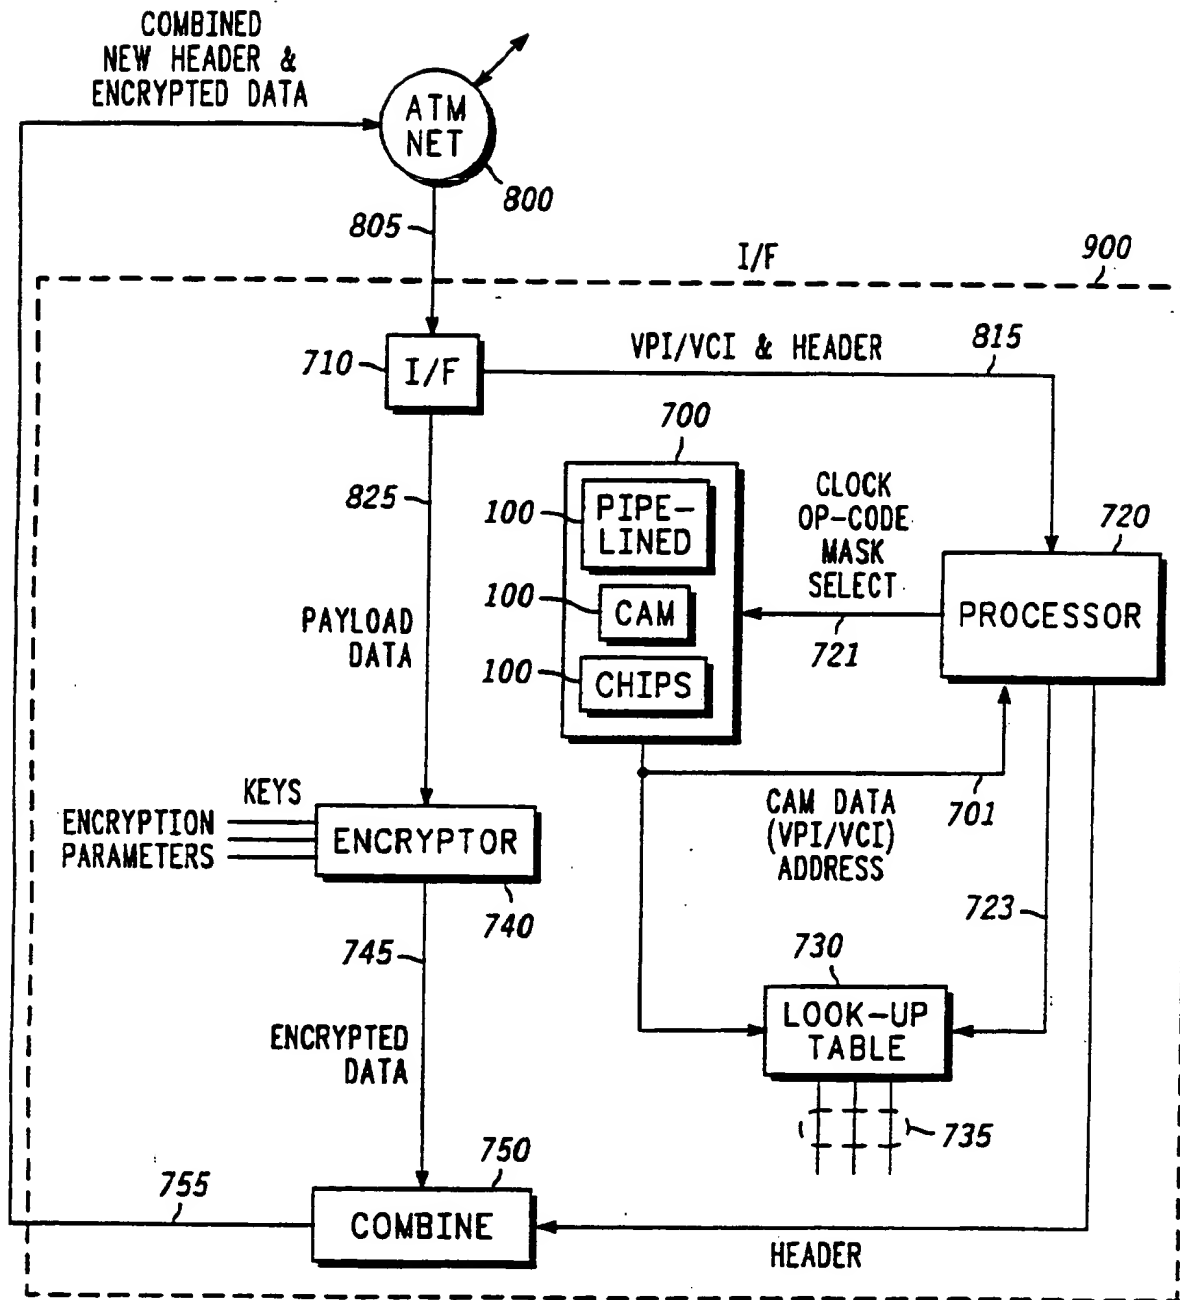 COMBINED
NEW HEADER &
ENCRYPTED DATA
ATM
NET
800
805
I/F
900
710
I/F
VPI/VCI & HEADER
815
700
825
100
PIPE-
LINED
CLOCK
OP-CODE
MASK
SELECT
720
100
CAM
PROCESSOR
PAYLOAD
DATA
721
100
CHIPS
KEYS
ENCRYPTION
PARAMETERS
ENCRYPTOR
CAM DATA
(VPI/VCI)
ADDRESS
701
740
723
745
730
LOOK-UP
TABLE
ENCRYPTED
DATA
735
750
755
COMBINE
HEADER